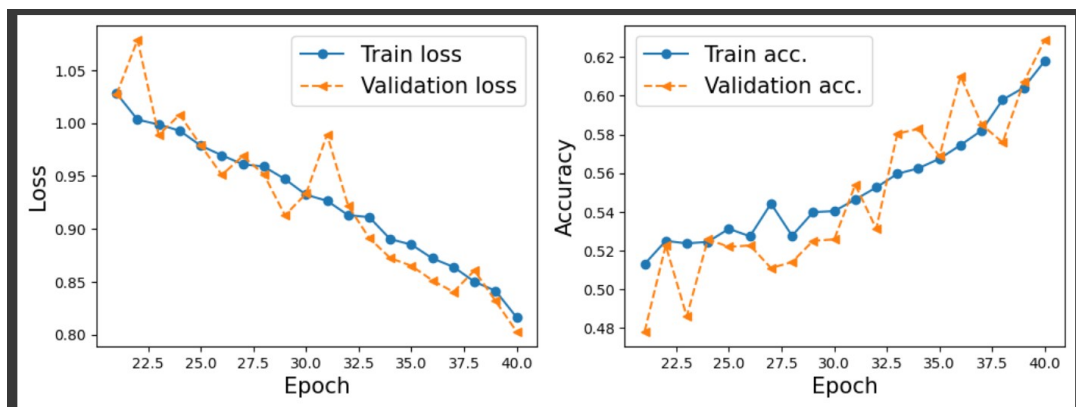 Train loss
Validation loss
1.05
1.00
0.95
0.90
0.85
0.80
Loss
22.5 25.0 27.5 30.0 32.5 35.0 37.5 40.0
Epoch
Train acc.
Validation acc.
0.62
0.60
0.58
0.56
0.54
0.52
0.50
0.48
Accuracy
22.5 25.0 27.5 30.0 32.5 35.0 37.5 40.0
Epoch